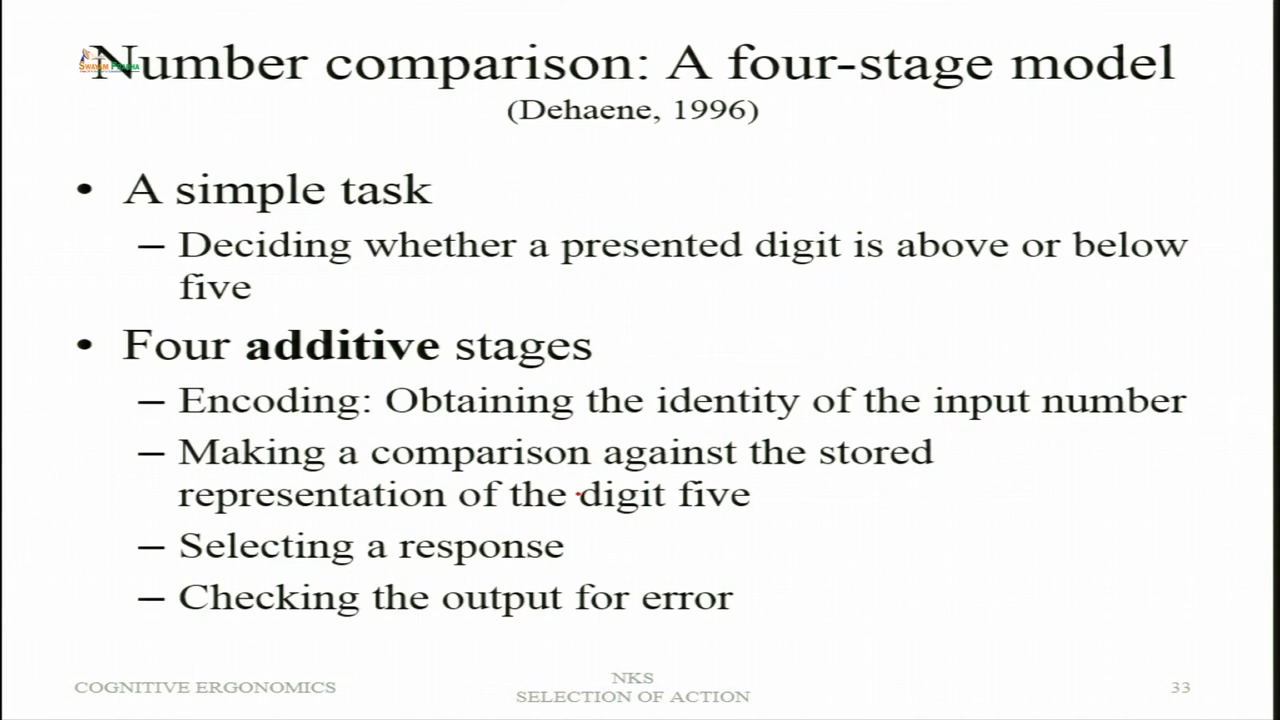 Number comparison: A four-stage model
SWAYAM PRABHA
(Dehaene, 1996)
• A simple task
– Deciding whether a presented digit is above or below
five
• Four additive stages
– Encoding: Obtaining the identity of the input number
– Making a comparison against the stored
representation of the digit five
– Selecting a response
– Checking the output for error
COGNITIVE ERGONOMICS
NKS
SELECTION OF ACTION
33